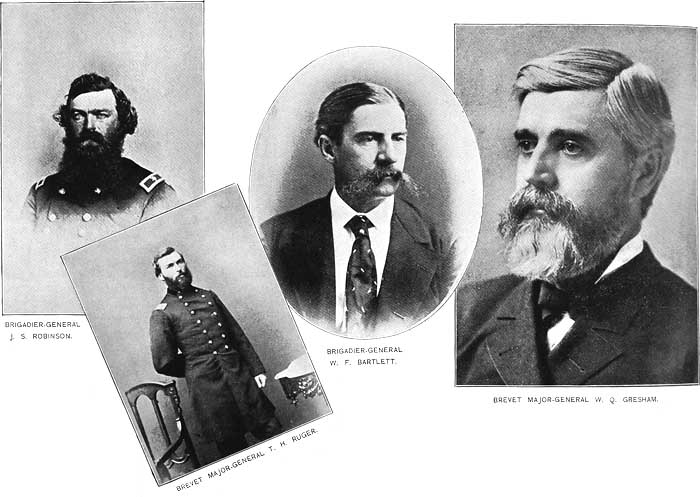 BRIGADIER-GENERAL
J. S. ROBINSON.
BREVET MAJOR-GENERAL T. H. RUGER.
BRIGADIER-GENERAL
W. F. BARTLETT.
BREVET MAJOR-GENERAL W. Q. GRESHAM.